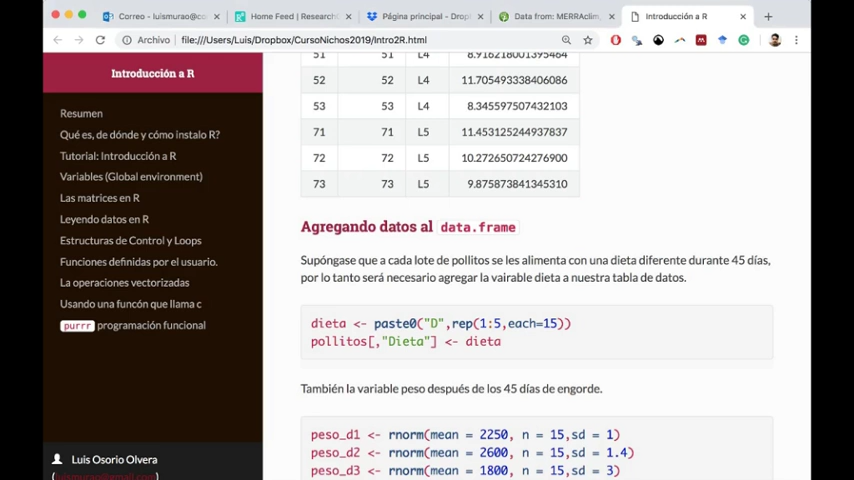 Correo - luismurao@co
Home Feed | Research
Página principal - Drop
Data from: MERRAclim,
Introducción a R
Archivo
file:///Users/Luis/Dropbox/CursoNichos2019/Intro2R.html
Introducción a R
Resumen
Qué es, de dónde y cómo instalo R?
Tutorial: Introducción a R
Variables (Global environment)
Las matrices en R
Leyendo datos en R
Estructuras de Control y Loops
Funciones definidas por el usuario.
La operaciones vectorizadas
Usando una funcón que llama c
purrr programación funcional
Luis Osorio Olvera
51 51 L4 8.916218001395464
52 52 L4 11.705493338406086
53 53 L4 8.345597507432103
71 71 L5 11.453125244937837
72 72 L5 10.272650724276900
73 73 L5 9.875873841345310
Agregando datos al data.frame
Supóngase que a cada lote de pollitos se les alimenta con una dieta diferente durante 45 días,
por lo tanto será necesario agregar la vairable dieta a nuestra tabla de datos.
dieta <- paste0("D",rep(1:5,each=15))
pollitos[,"Dieta"] <- dieta
También la variable peso después de los 45 días de engorde.
peso_d1 <- rnorm(mean = 2250, n = 15,sd = 1)
peso_d2 <- rnorm(mean = 2600, n = 15,sd = 1.4)
peso_d3 <- rnorm(mean = 1800, n = 15,sd = 3)